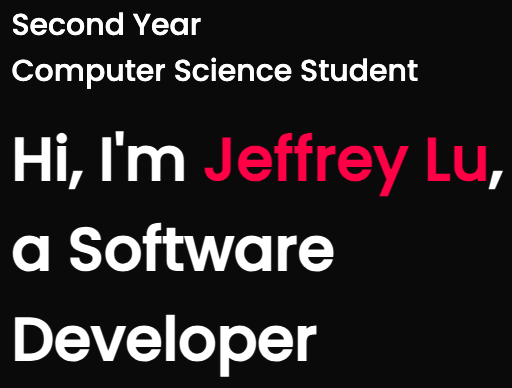 Second Year
Computer Science Student
Hi, I'm Jeffrey Lu,
a Software
Developer